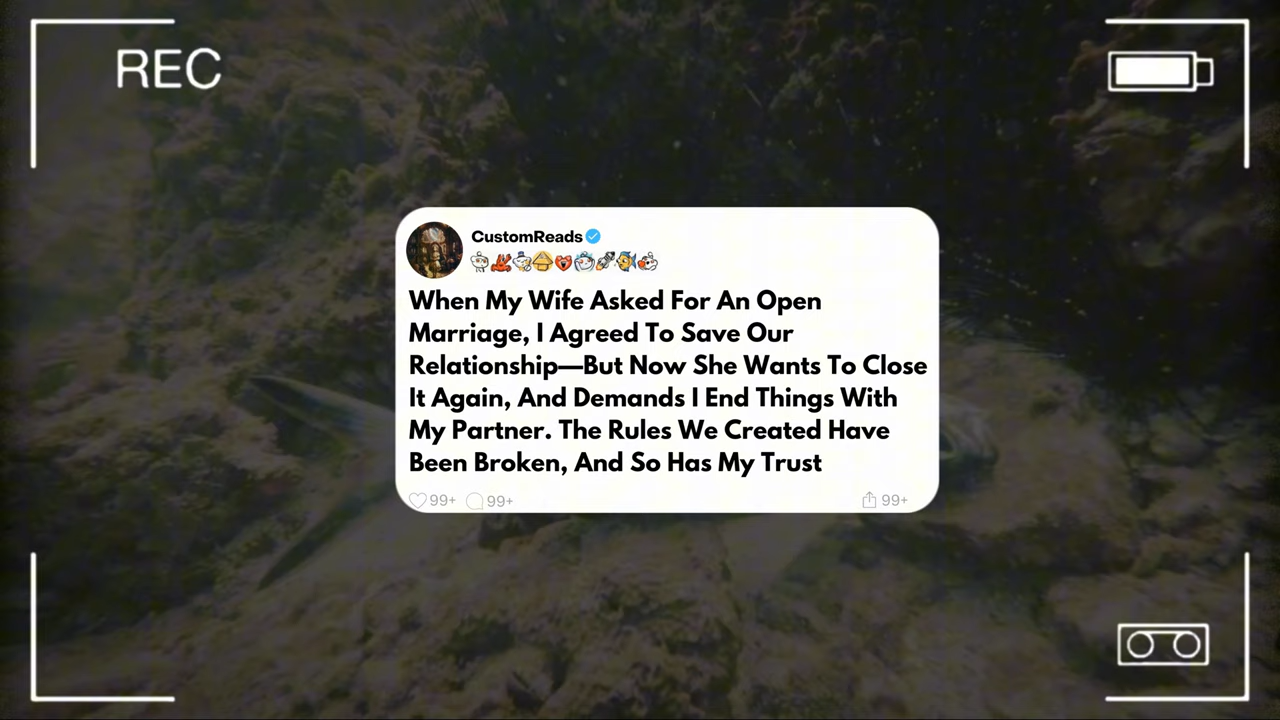 REC
CustomReads
When My Wife Asked For An Open
Marriage, I Agreed To Save Our
Relationship—But Now She Wants To Close
It Again, And Demands I End Things With
My Partner. The Rules We Created Have
Been Broken, And So Has My Trust
99+ 99+ 99+